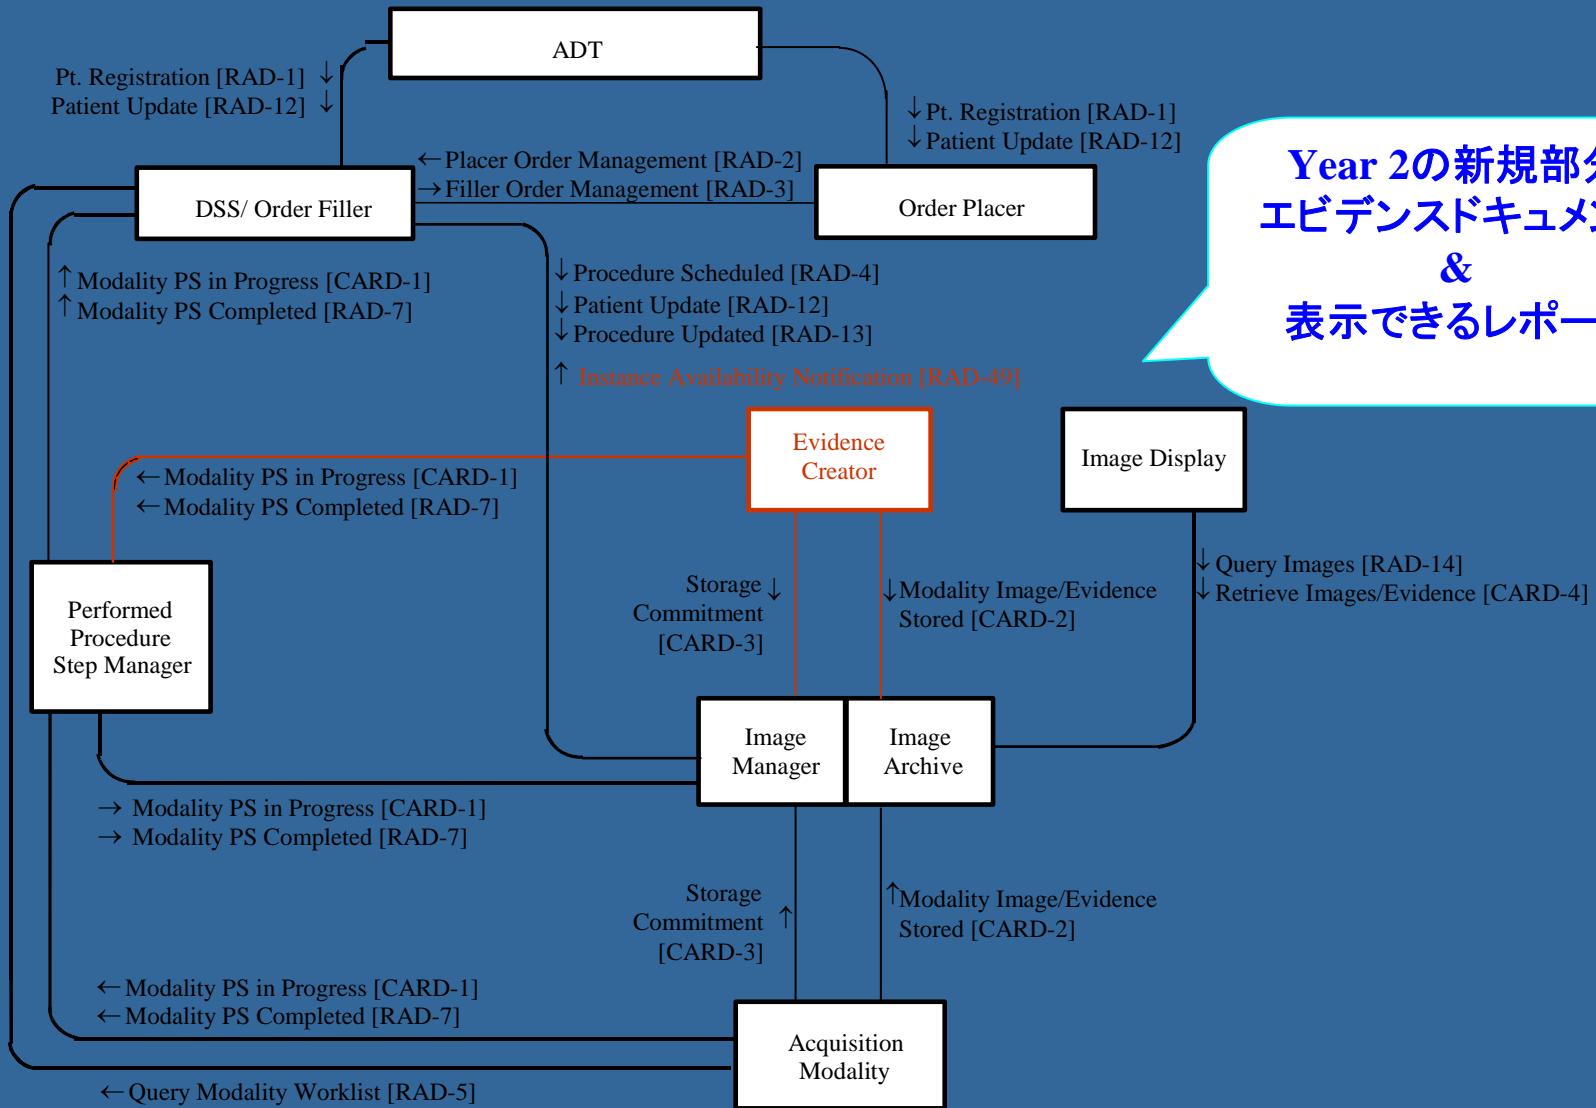 ADT
Pt. Registration [RAD-1] ↓
Patient Update [RAD-12] ↓
↓ Pt. Registration [RAD-1]
↓ Patient Update [RAD-12]
← Placer Order Management [RAD-2]
→ Filler Order Management [RAD-3]
DSS/ Order Filler
Order Placer
Year 2の新規部
エビデンスドキュメ
&
表示できるレポー
↑ Modality PS in Progress [CARD-1]
↑ Modality PS Completed [RAD-7]
↓ Procedure Scheduled [RAD-4]
↓ Patient Update [RAD-12]
↓ Procedure Updated [RAD-13]
↑ Instance Availability Notification [RAD-49]
Evidence
Creator
Image Display
← Modality PS in Progress [CARD-1]
← Modality PS Completed [RAD-7]
↓ Query Images [RAD-14]
↓ Retrieve Images/Evidence [CARD-4]
Storage ↓
Commitment
[CARD-3]
↓ Modality Image/Evidence
Stored [CARD-2]
Performed
Procedure
Step Manager
Image
Manager
Image
Archive
→ Modality PS in Progress [CARD-1]
→ Modality PS Completed [RAD-7]
Storage
Commitment ↑
[CARD-3]
↑ Modality Image/Evidence
Stored [CARD-2]
← Modality PS in Progress [CARD-1]
← Modality PS Completed [RAD-7]
Acquisition
Modality
← Query Modality Worklist [RAD-5]